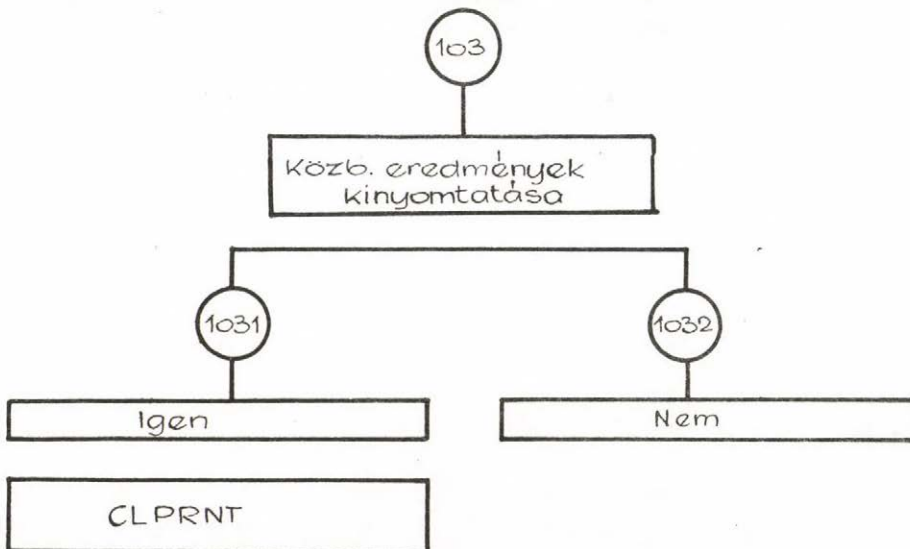 103
Közb. eredmények
kinyomtatása
1031
1032
Igen
Nem
CLPRNT